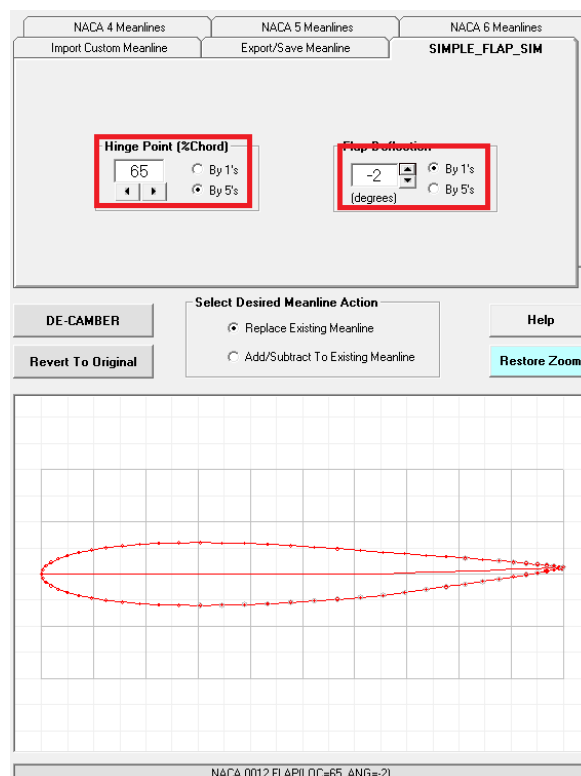 NACA 4 Meanlines NACA 5 Meanlines NACA 6 Meanlines
Import Custom Meanline Export/Save Meanline SIMPLE_FLAP_SIM
Hinge Point (%Chord)
65
By 1's
By 5's
Flap Deflection
-2
(degrees)
By 1's
By 5's
DE-CAMBER
Revert To Original
Select Desired Meanline Action
Replace Existing Meanline
Add/Subtract To Existing Meanline
Help
Restore Zoom
NACA 0012 FLAP(LOC=65, ANG=-2)